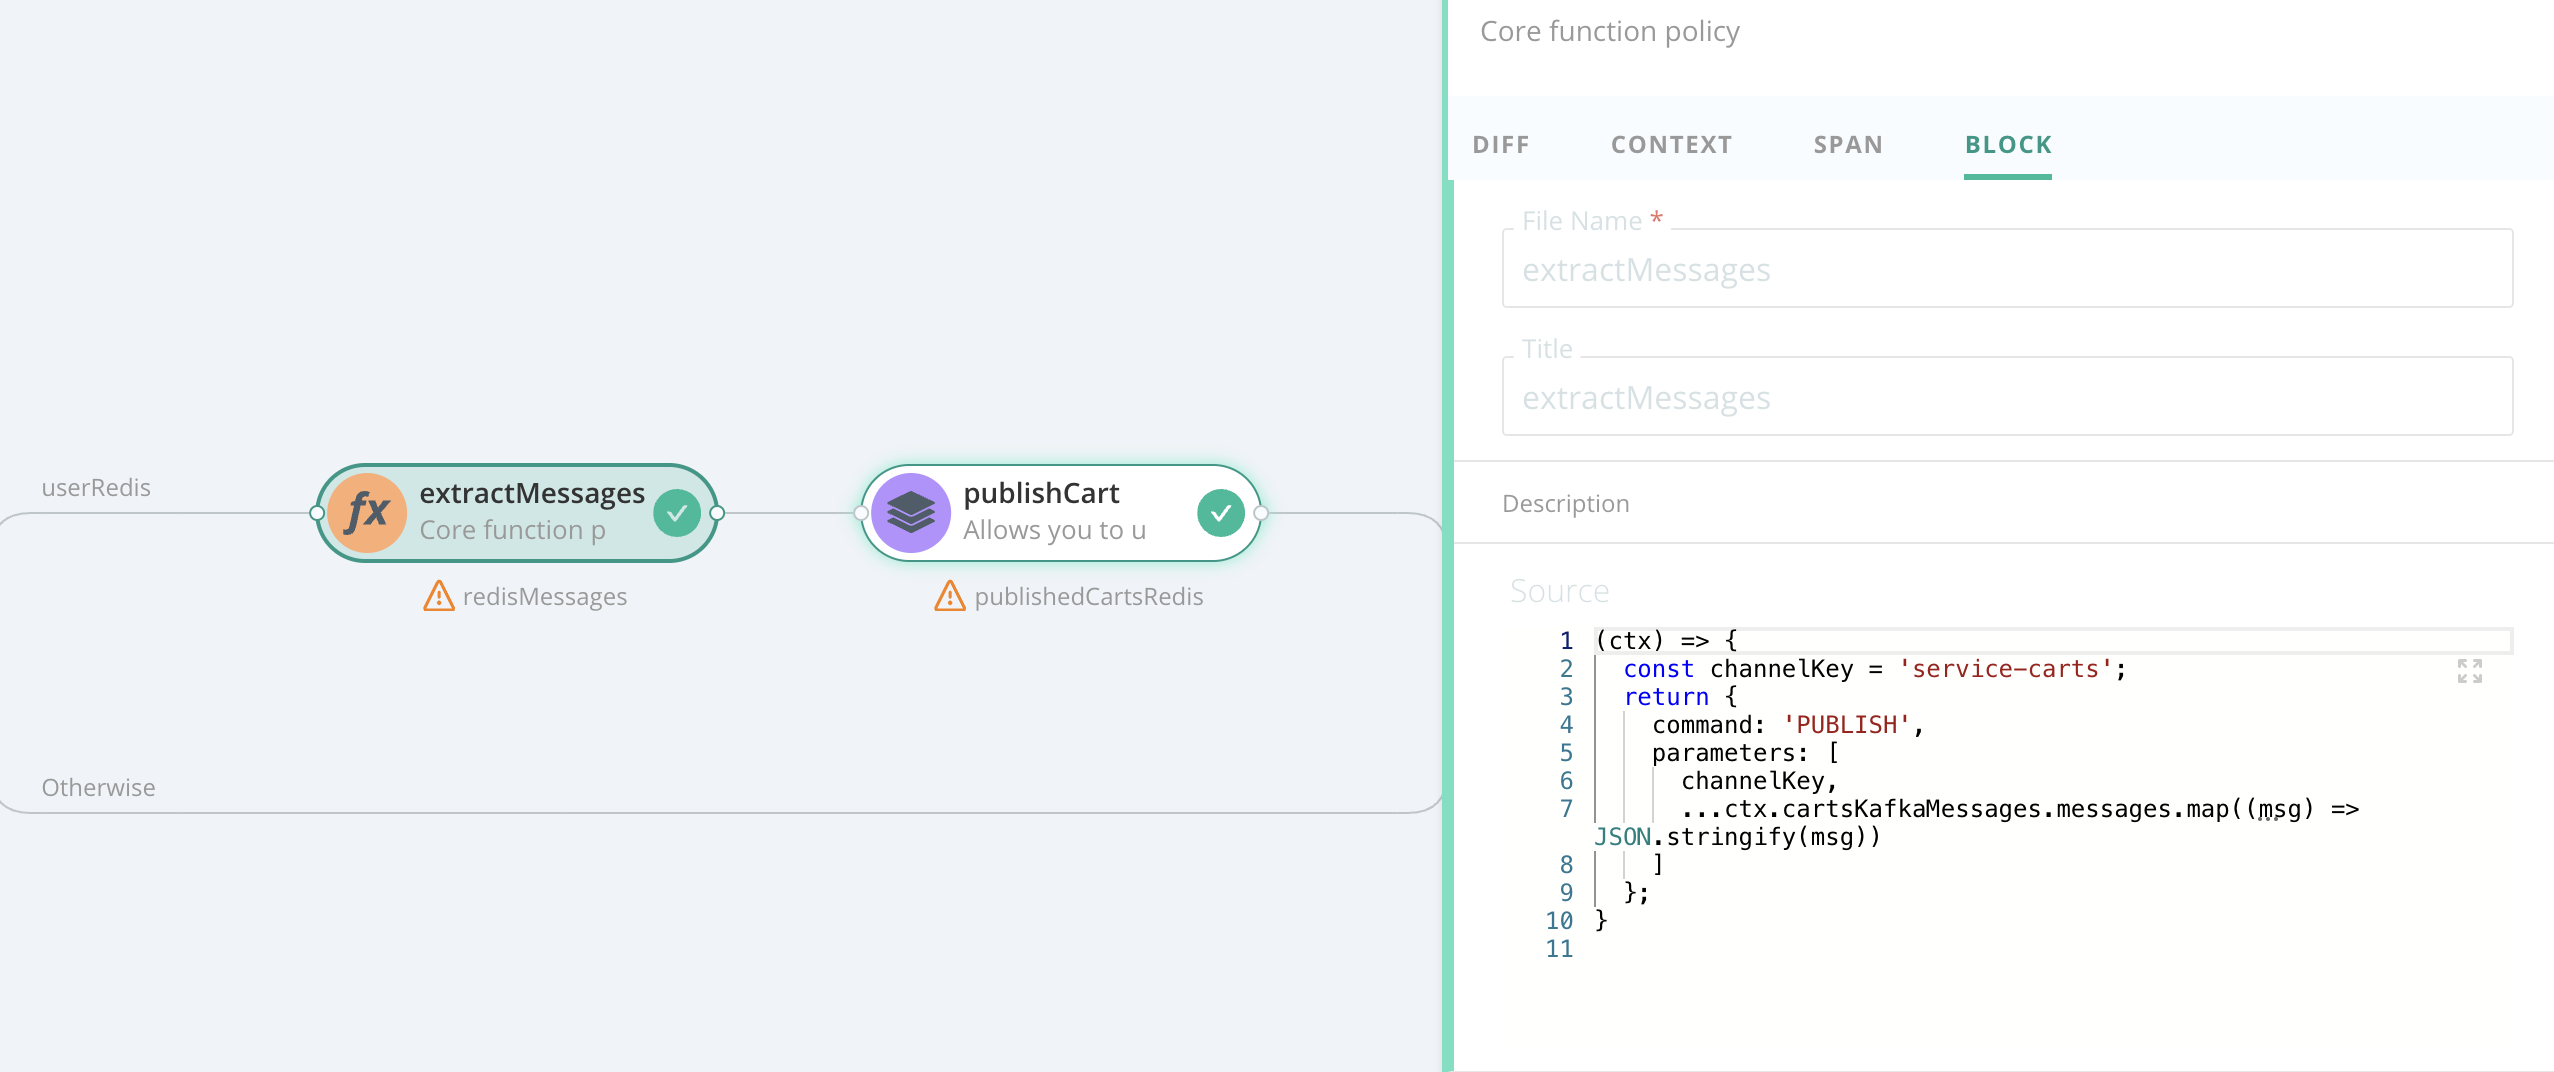 userRedis
fx
extractMessages
Core function p
redisMessages
publishCart
Allows you to u
publishedCartsRedis
Otherwise
Core function policy
DIFF CONTEXT SPAN BLOCK
File Name *
extractMessages
Title
extractMessages
Description
Source
1 (ctx) => {
2   const channelKey = 'service-carts';
3   return {
4     command: 'PUBLISH',
5     parameters: [
6       channelKey,
7       ...ctx.cartsKafkaMessages.messages.map((msg) =>
JSON.stringify(msg))
8     ]
9   };
10 }
11